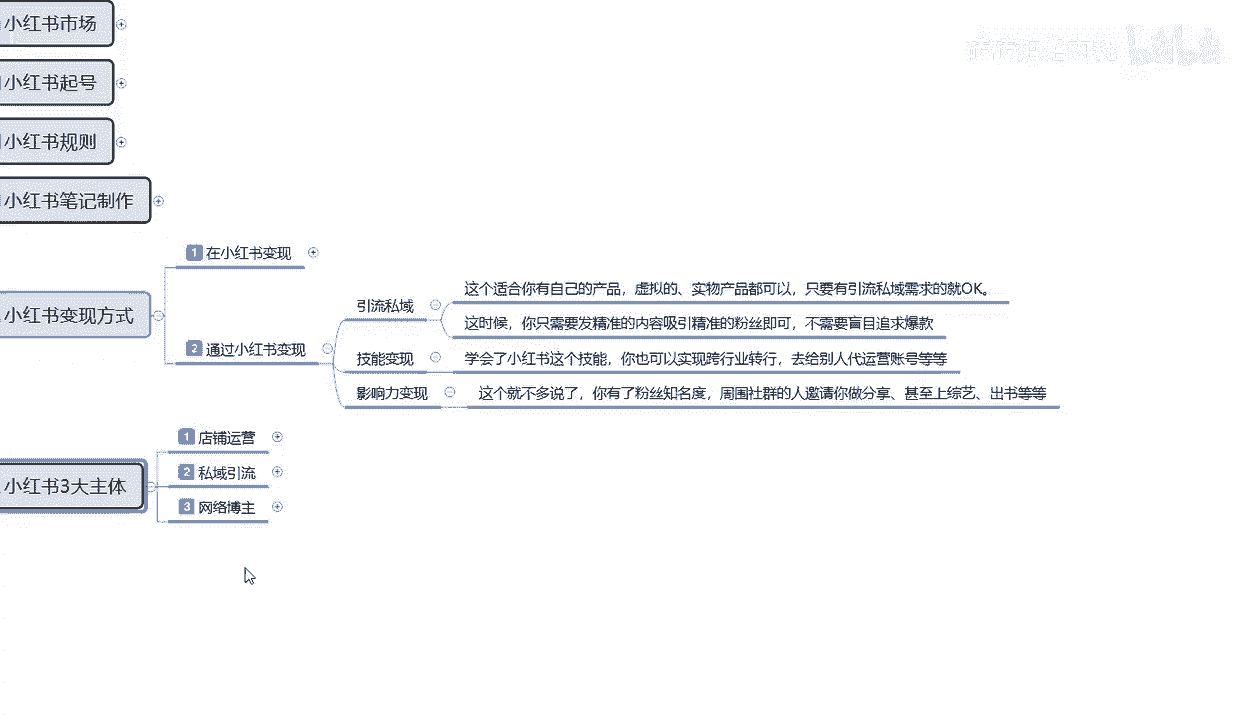 小红书市场
小红书起号
小红书规则
小红书笔记制作
1 在小红书变现
这个适合你有自己的产品，虚拟的、实物产品都可以，只要有引流私域需求的就OK。
引流私域
小红书变现方式
这时候，你只需要发精准的内容吸引精准的粉丝即可，不需要盲目追求爆款
2 通过小红书变现
技能变现
学会了小红书这个技能，你也可以实现跨行业转行，去给别人代运营账号等等
影响力变现
这个就不多说了，你有了粉丝知名度，周围社群的人邀请你做分享、甚至上综艺、出书等等
1 店铺运营
小红书3大主体
2 私域引流
3 网络博主